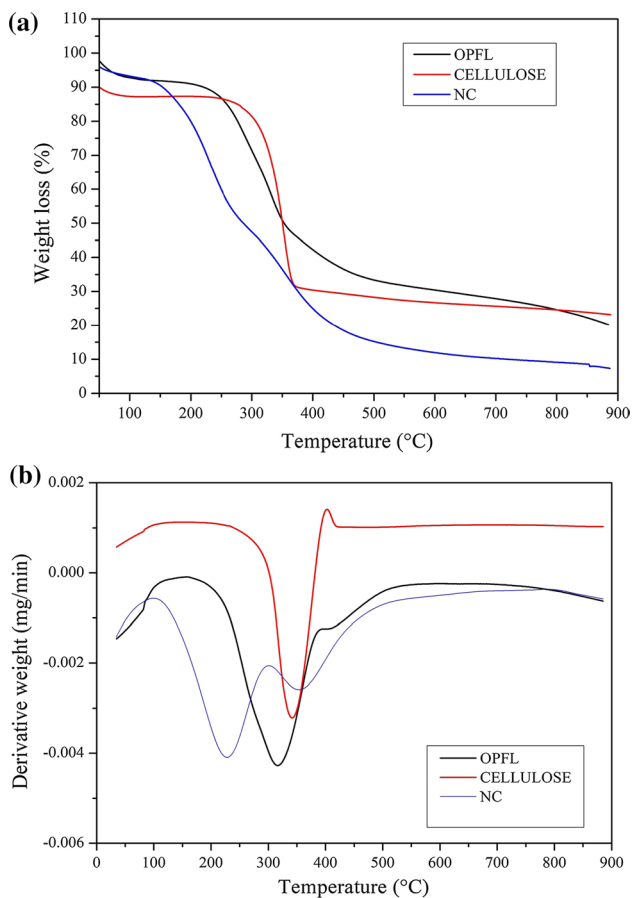 (a)
110
100
90
80
70
60
50
40
30
20
10
0
Weight loss (%)
OPFL
CELLULOSE
NC
100 200 300 400 500 600 700 800 900
Temperature (°C)
(b)
0.002
0.000
-0.002
-0.004
-0.006
Derivative weight (mg/min)
OPFL
CELLULOSE
NC
0 100 200 300 400 500 600 700 800 900
Temperature (°C)